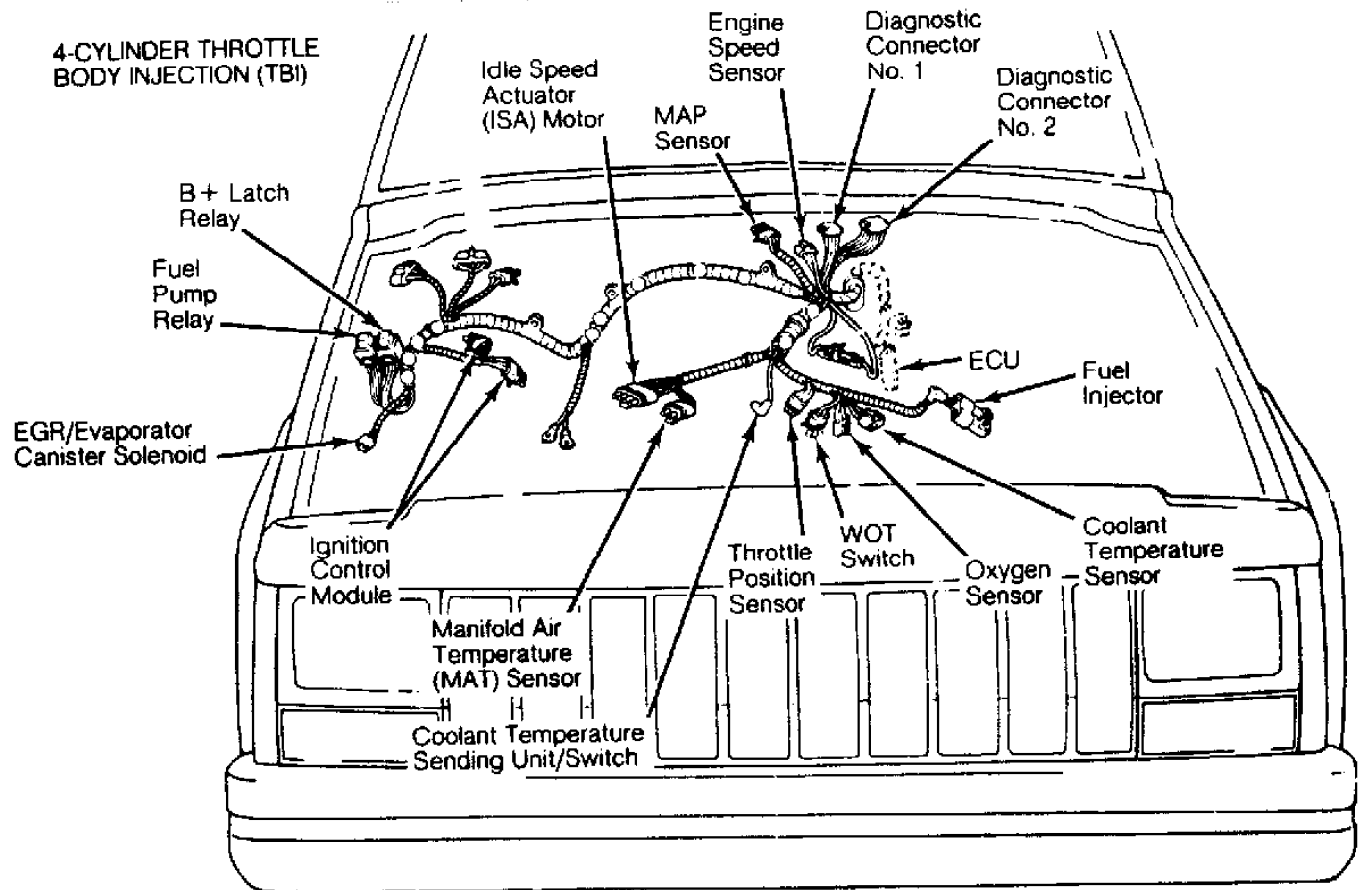 4-CYLINDER THROTTLE
BODY INJECTION (TBI)
Idle Speed
Actuator
(ISA) Motor
MAP
Sensor
Engine
Speed
Sensor
Diagnostic
Connector
No. 1
Diagnostic
Connector
No. 2
B+ Latch
Relay
Fuel
Pump
Relay
EGR/Evaporator
Canister Solenoid
ECU
Fuel
Injector
Ignition
Control
Module
Manifold Air
Temperature
(MAT) Sensor
Coolant Temperature
Sending Unit/Switch
Throttle
Position
Sensor
WOT
Switch
Oxygen
Sensor
Coolant
Temperature
Sensor